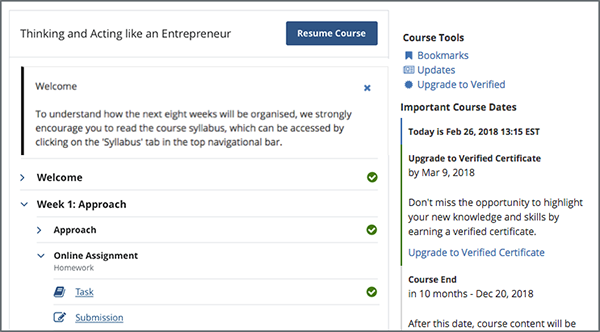 Thinking and Acting like an Entrepreneur
Resume Course
Welcome
To understand how the next eight weeks will be organised, we strongly
encourage you to read the course syllabus, which can be accessed by
clicking on the 'Syllabus' tab in the top navigational bar.
Welcome
Week 1: Approach
Approach
Online Assignment
Homework
Task
Submission
Course Tools
Bookmarks
Updates
Upgrade to Verified
Important Course Dates
Today is Feb 26, 2018 13:15 EST
Upgrade to Verified Certificate
by Mar 9, 2018
Don't miss the opportunity to highlight
your new knowledge and skills by
earning a verified certificate.
Upgrade to Verified Certificate
Course End
in 10 months - Dec 20, 2018
After this date, course content will be